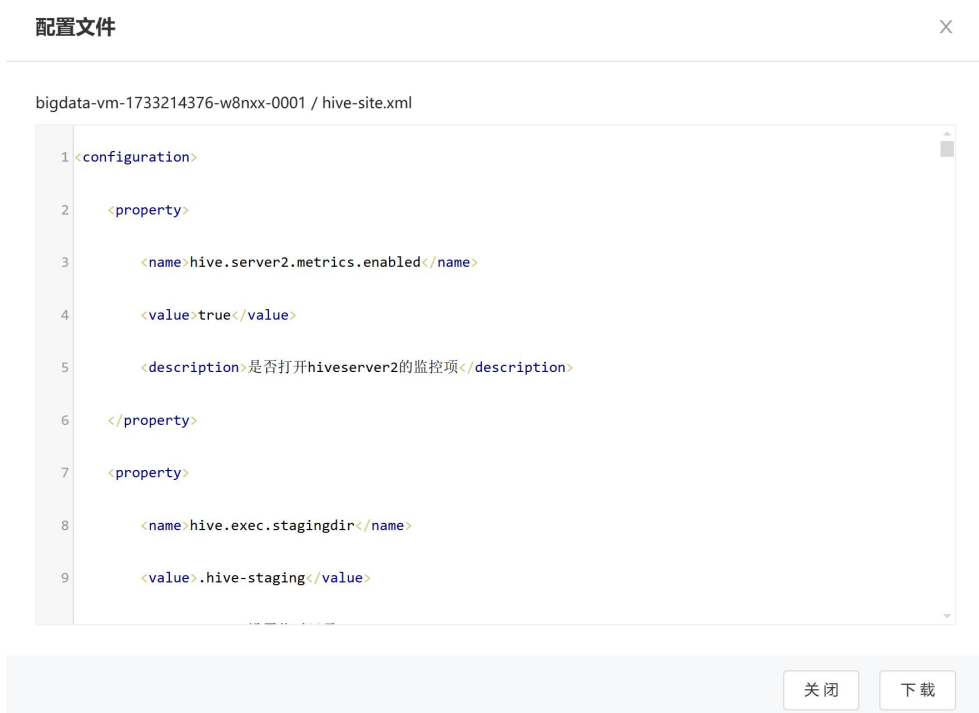 配置文件
X
bigdata-vm-1733214376-w8nxx-0001 / hive-site.xml
1 <configuration>
2 <property>
3 <name>hive.server2.metrics.enabled</name>
4 <value>true</value>
5 <description>是否打开hiveserver2的监控项</description>
6 </property>
7 <property>
8 <name>hive.exec.stagingdir</name>
9 <value>.hive-staging</value>
关闭 下载